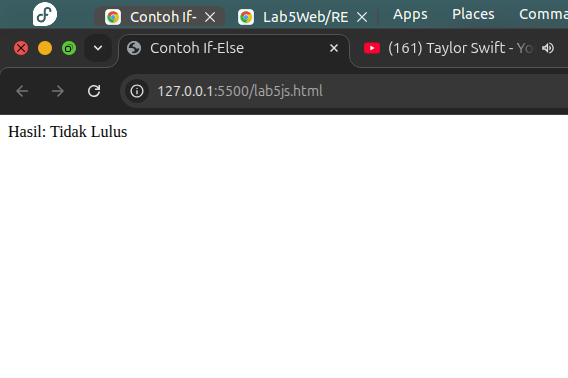 Contoh If- Lab5Web/RE Apps Places Comma
Contoh If-Else (161) Taylor Swift - Yo
127.0.0.1:5500/lab5js.html
Hasil: Tidak Lulus